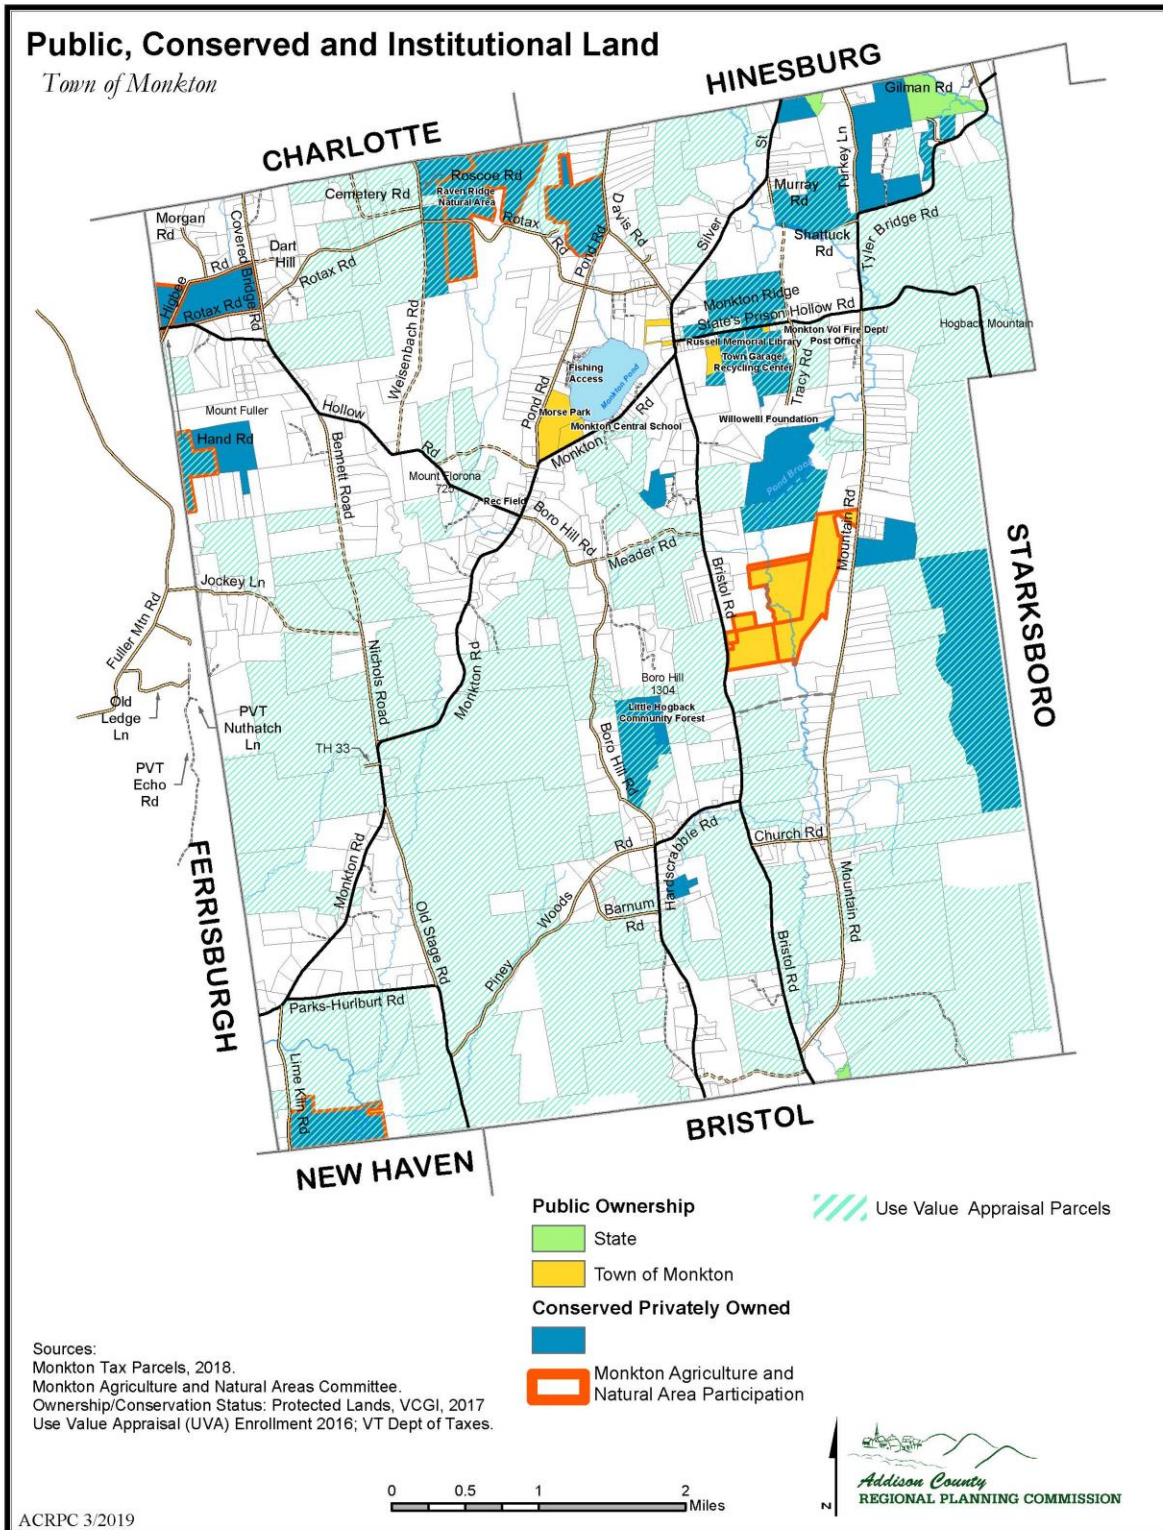 Public, Conserved and Institutional Land
Town of Monkton
HINESBURG
CHARLOTTE
Gilman Rd
St
Turkey Ln
Cemetery Rd
Roscoe Rd
Raven Ridge
Natural Area
Morgan
Rd
Covered Bridge Rd
Rotax
Rd
Davis Rd
Pond Rd
Silver
Murray
Rd
Shattuck
Rd
Tyler Bridge Rd
Dart
Hill
Rd
Rotax Rd
Higbee
Rotax Rd
Monkton Ridge
State's Prison Hollow Rd
Hogback Mountain
Monkton Vol Fire Dept/
Post Office
Russell Memorial Library
Town Garage/
Recycling Center
Tracy Rd
Weisenbach Rd
Fishing
Access
Monkton Pond
Pond Rd
Morse Park
Rd
Monkton
Monkton Central School
Willowelli Foundation
Mount Fuller
Hollow
Rd
Hand Rd
Bennett Road
Mount Florona
725
Rec Field
Pond Brook
Mountain Rd
Boro Hill Rd
Meader Rd
Bristol Rd
STARKSBORO
Jockey Ln
Fuller Mtn Rd
Nichols Road
Monkton Rd
Boro Hill
1304
Little Hogback
Community Forest
Boro Hill Rd
Old
Ledge
Ln
PVT
Nuthatch
Ln
PVT
Echo
Rd
TH 33
FERRISBURGH
Monkton Rd
Old Stage Rd
Rd
Woods
Piney
Barnum
Rd
Hardscrabble Rd
Church Rd
Mountain Rd
Bristol Rd
Parks-Hurlburt Rd
Lime Kiln Rd
BRISTOL
NEW HAVEN
Public Ownership
State
Town of Monkton
Conserved Privately Owned
Monkton Agriculture and
Natural Area Participation
Use Value Appraisal Parcels
Sources:
Monkton Tax Parcels, 2018.
Monkton Agriculture and Natural Areas Committee.
Ownership/Conservation Status: Protected Lands, VCGI, 2017
Use Value Appraisal (UVA) Enrollment 2016; VT Dept of Taxes.
0 0.5 1 2
Miles
N
Addison County
REGIONAL PLANNING COMMISSION
ACRPC 3/2019